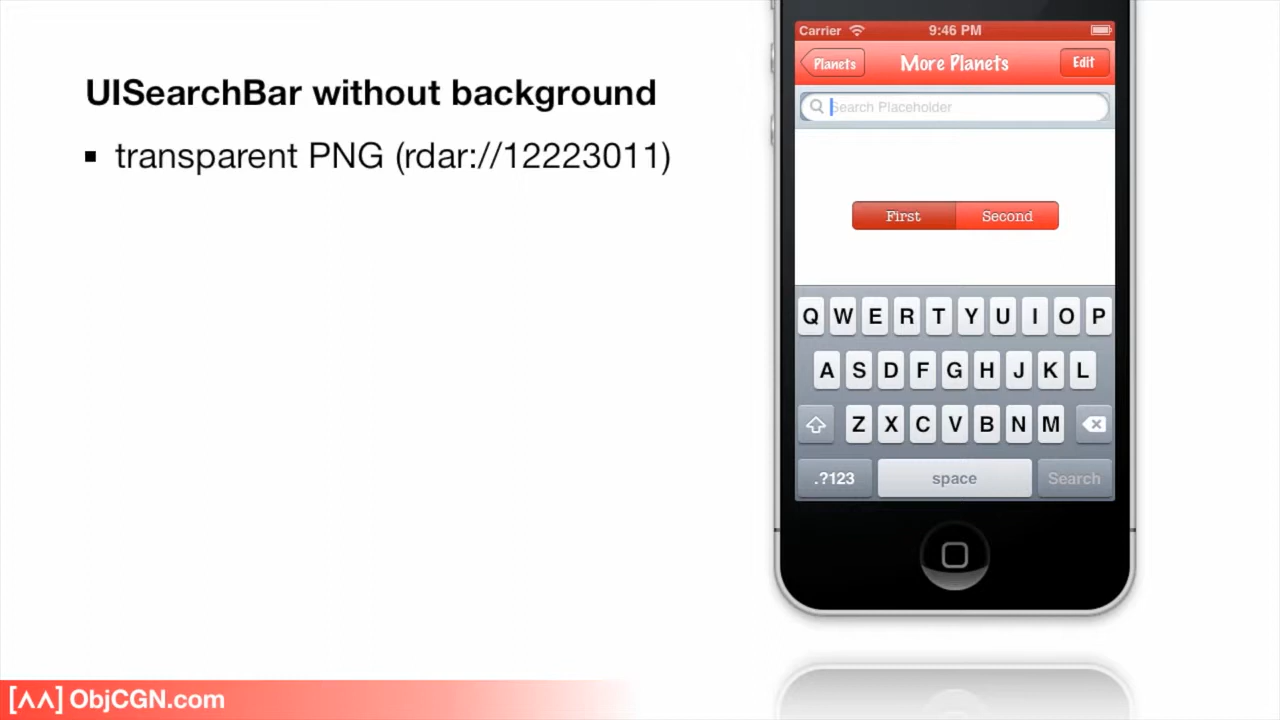 UISearchBar without background
▪ transparent PNG (rdar://12223011)
Carrier 9:46 PM
Planets More Planets Edit
Search Placeholder
First Second
Q W E R T Y U I O P
A S D F G H J K L
Z X C V B N M
.?123 space Search
[ʌʌ] ObjCGN.com